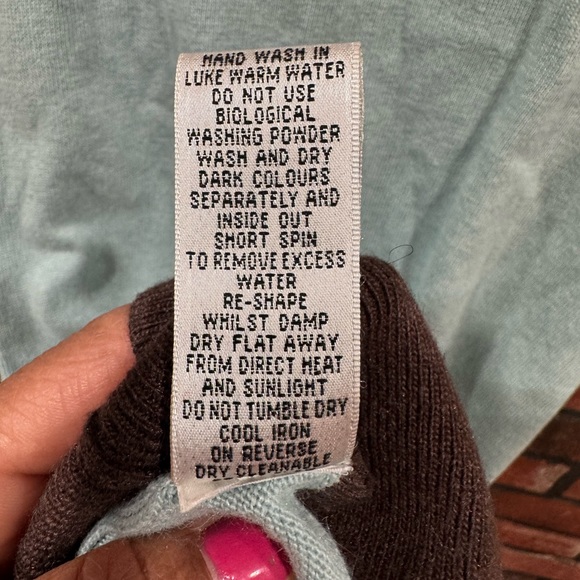 HAND WASH IN
LUKE WARM WATER
DO NOT USE
BIOLOGICAL
WASHING POWDER
WASH AND DRY
DARK COLOURS
SEPARATELY AND
INSIDE OUT
SHORT SPIN
TO REMOVE EXCESS
WATER
RE-SHAPE
WHILST DAMP
DRY FLAT AWAY
FROM DIRECT HEAT
AND SUNLIGHT
DO NOT TUMBLE DRY
COOL IRON
ON REVERSE
DRY CLEANABLE